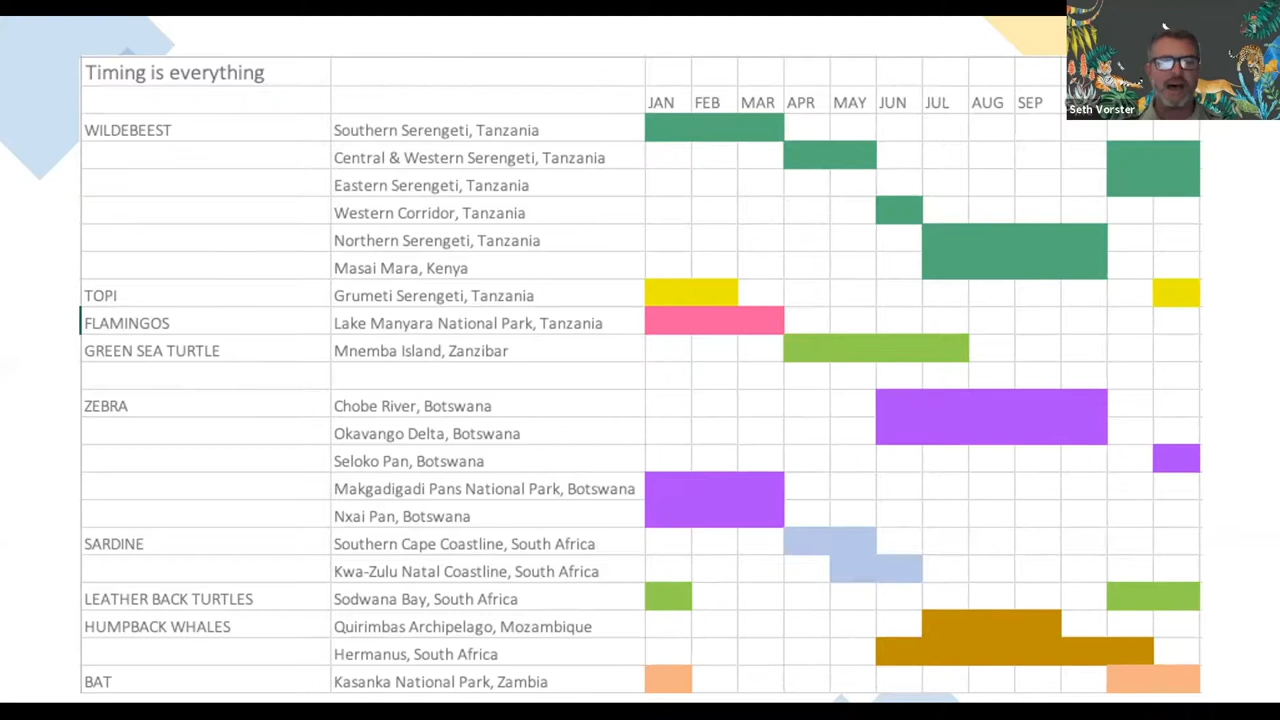 Timing is everything
JAN FEB MAR APR MAY JUN JUL AUG SEP
WILDEBEEST Southern Serengeti, Tanzania
Central & Western Serengeti, Tanzania
Eastern Serengeti, Tanzania
Western Corridor, Tanzania
Northern Serengeti, Tanzania
Masai Mara, Kenya
TOPI Grumeti Serengeti, Tanzania
FLAMINGOS Lake Manyara National Park, Tanzania
GREEN SEA TURTLE Mnemba Island, Zanzibar
ZEBRA Chobe River, Botswana
Okavango Delta, Botswana
Seloko Pan, Botswana
Makgadigadi Pans National Park, Botswana
Nxai Pan, Botswana
SARDINE Southern Cape Coastline, South Africa
Kwa-Zulu Natal Coastline, South Africa
LEATHER BACK TURTLES Sodwana Bay, South Africa
HUMPBACK WHALES Quirimbas Archipelago, Mozambique
Hermanus, South Africa
BAT Kasanka National Park, Zambia
Seth Vorster